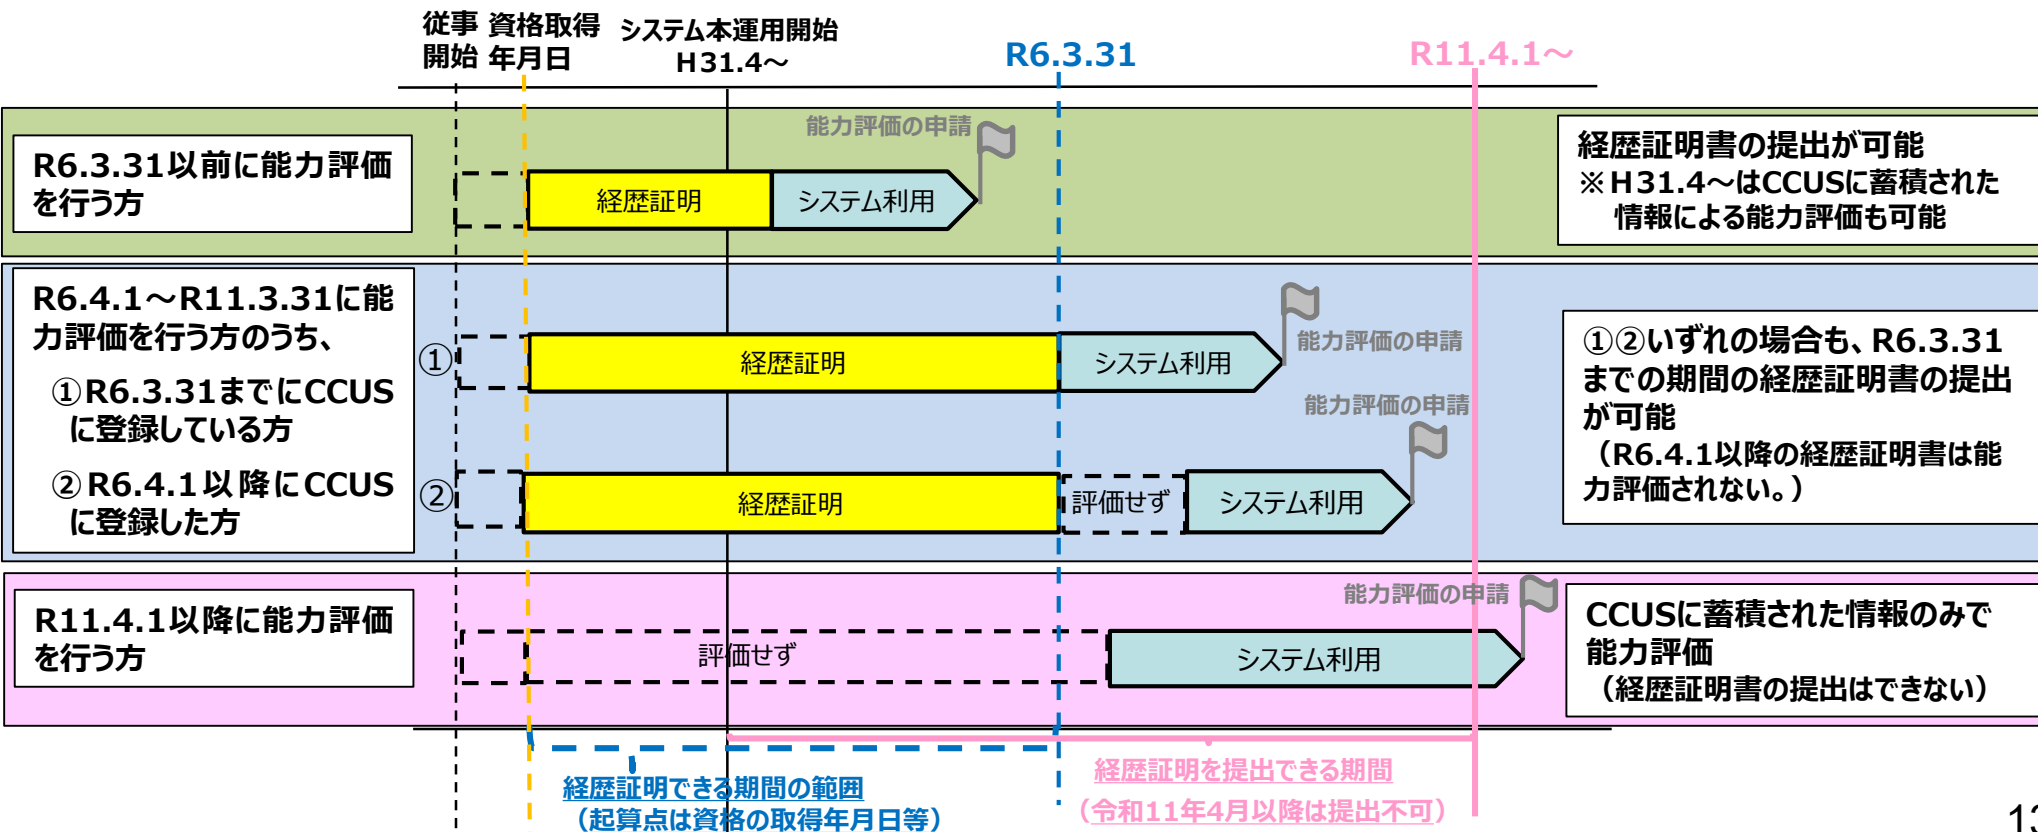 従事
開始
資格取得
年月日
システム本運用開始
H31.4～
R6.3.31
R11.4.1～
R6.3.31以前に能力評価
を行う方
経歴証明
システム利用
能力評価の申請
経歴証明書の提出が可能
※H31.4～はCCUSに蓄積された
情報による能力評価も可能
R6.4.1～R11.3.31に能
力評価を行う方のうち、
①R6.3.31までにCCUS
に登録している方
②R6.4.1以降にCCUS
に登録した方
①
経歴証明
システム利用
能力評価の申請
②
経歴証明
評価せず
システム利用
能力評価の申請
①②いずれの場合も、R6.3.31
までの期間の経歴証明書の提出
が可能
（R6.4.1以降の経歴証明書は能
力評価されない。）
R11.4.1以降に能力評価
を行う方
評価せず
システム利用
能力評価の申請
CCUSに蓄積された情報のみで
能力評価
（経歴証明書の提出はできない）
経歴証明できる期間の範囲
（起算点は資格の取得年月日等）
経歴証明を提出できる期間
（令和11年4月以降は提出不可）